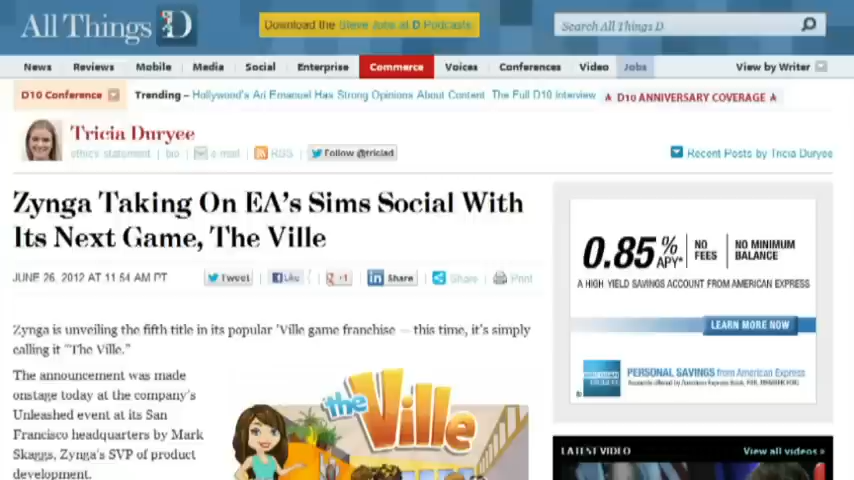 All Things D
Download the Steve Jobs at D Podcasts
Search All Things D
News Reviews Mobile Media Social Enterprise Commerce Voices Conferences Video Jobs View by Writer
D10 Conference Trending – Hollywood's Ari Emanuel Has Strong Opinions About Content The Full D10 Interview D10 ANNIVERSARY COVERAGE
Tricia Duryee
ethics statement | bio | e-mail | RSS | Follow @triciad
Recent Posts by Tricia Duryee
Zynga Taking On EA's Sims Social With
Its Next Game, The Ville
JUNE 26, 2012 AT 11:54 AM PT
Tweet Like +1 in Share Share Print
Zynga is unveiling the fifth title in its popular 'Ville game franchise — this time, it's simply
calling it "The Ville."
The announcement was made
onstage today at the company's
Unleashed event at its San
Francisco headquarters by Mark
Skaggs, Zynga's SVP of product
development.
the Ville
0.85% APY* NO FEES NO MINIMUM BALANCE
A HIGH YIELD SAVINGS ACCOUNT FROM AMERICAN EXPRESS
LEARN MORE NOW
AMERICAN EXPRESS
PERSONAL SAVINGS from American Express
LATEST VIDEO View all videos »